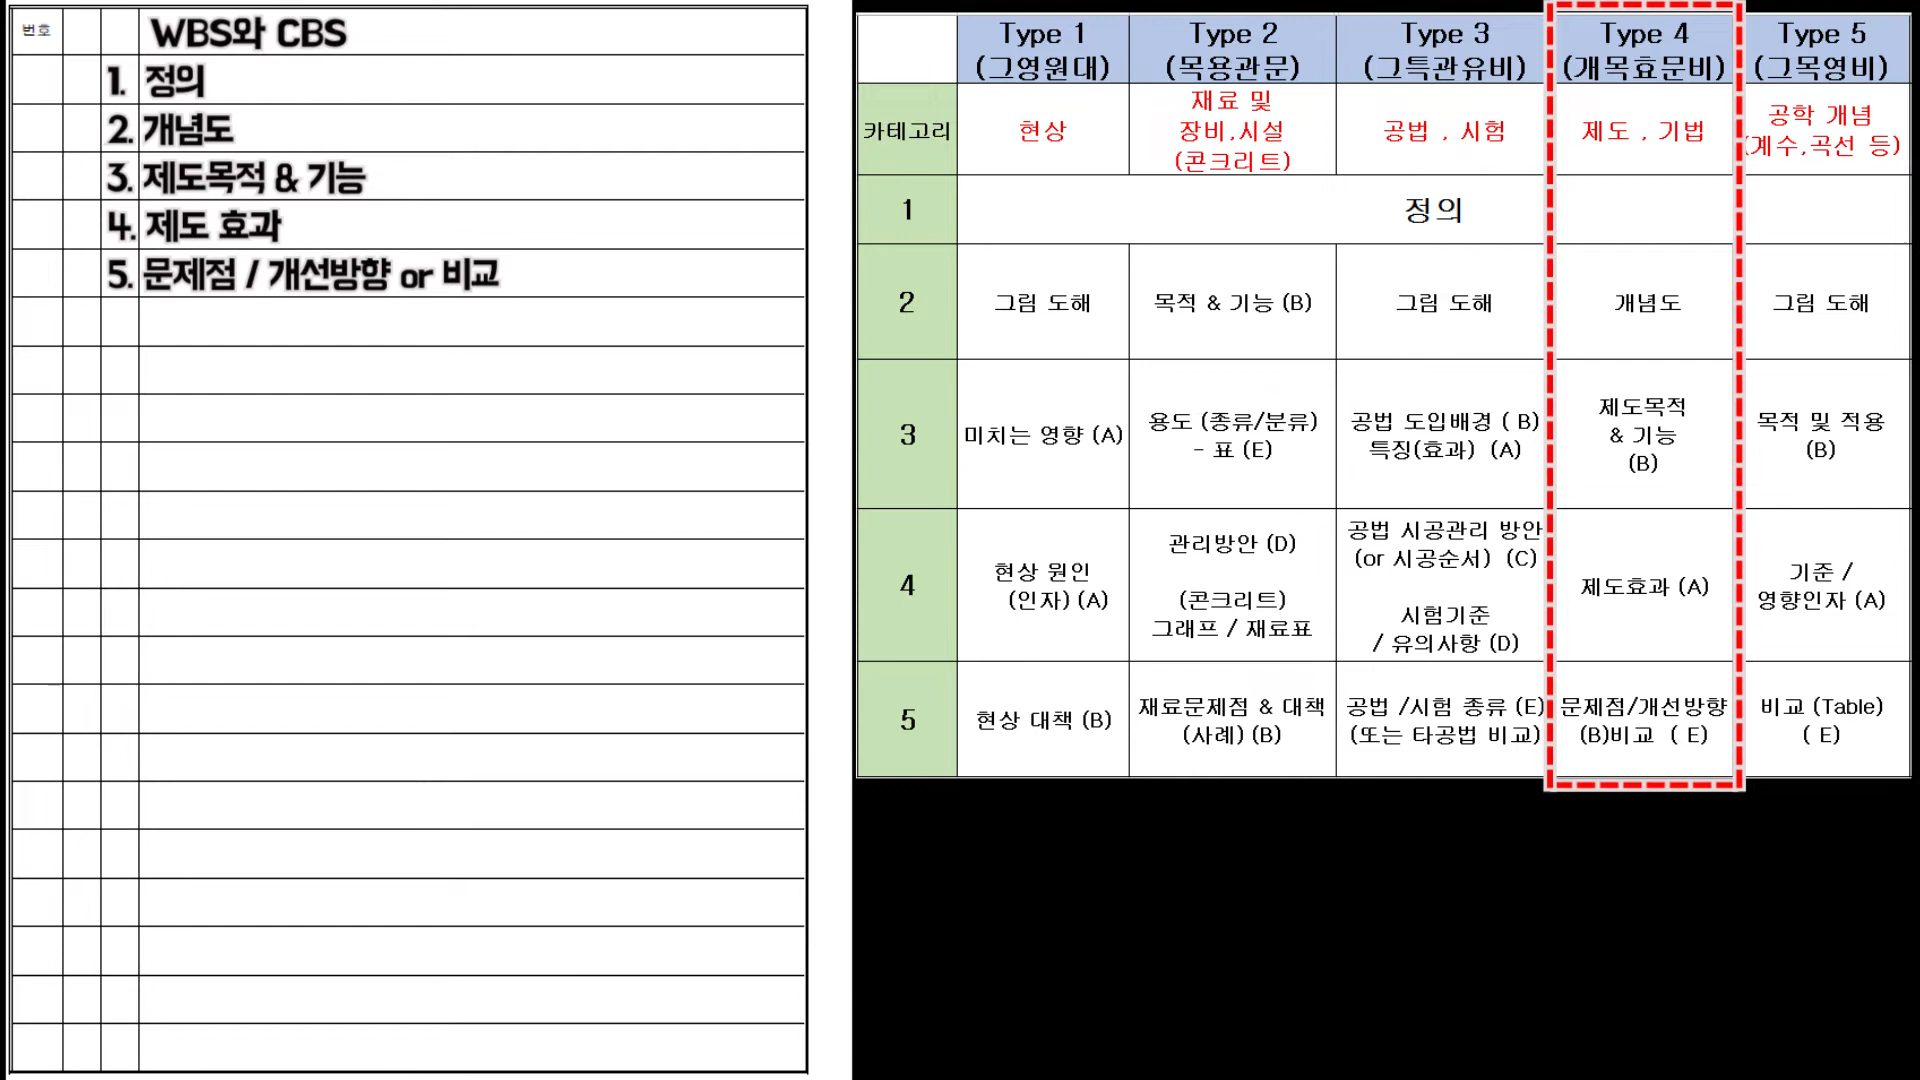 번호
WBS와 CBS
1. 정의
2. 개념도
3. 제도목적 & 기능
4. 제도 효과
5. 문제점 / 개선방향 or 비교
Type 1
(그영원대)
Type 2
(목용관문)
Type 3
(그특관유비)
Type 4
(개목효문비)
Type 5
(그목영비)
카테고리
현상
재료 및
장비,시설
(콘크리트)
공법 , 시험
제도 , 기법
공학 개념
(계수,곡선 등)
1
정의
2
그림 도해
목적 & 기능 (B)
그림 도해
개념도
그림 도해
3
미치는 영향 (A)
용도 (종류/분류)
- 표 (E)
공법 도입배경 ( B)
특징(효과) (A)
제도목적
& 기능
(B)
목적 및 적용
(B)
4
현상 원인
(인자) (A)
관리방안 (D)
(콘크리트)
그래프 / 재료표
공법 시공관리 방안
(or 시공순서) (C)
시험기준
/ 유의사항 (D)
제도효과 (A)
기준 /
영향인자 (A)
5
현상 대책 (B)
재료문제점 & 대책
(사례) (B)
공법 /시험 종류 (E)
(또는 타공법 비교)
문제점/개선방향
(B)비교 ( E)
비교 (Table)
( E)